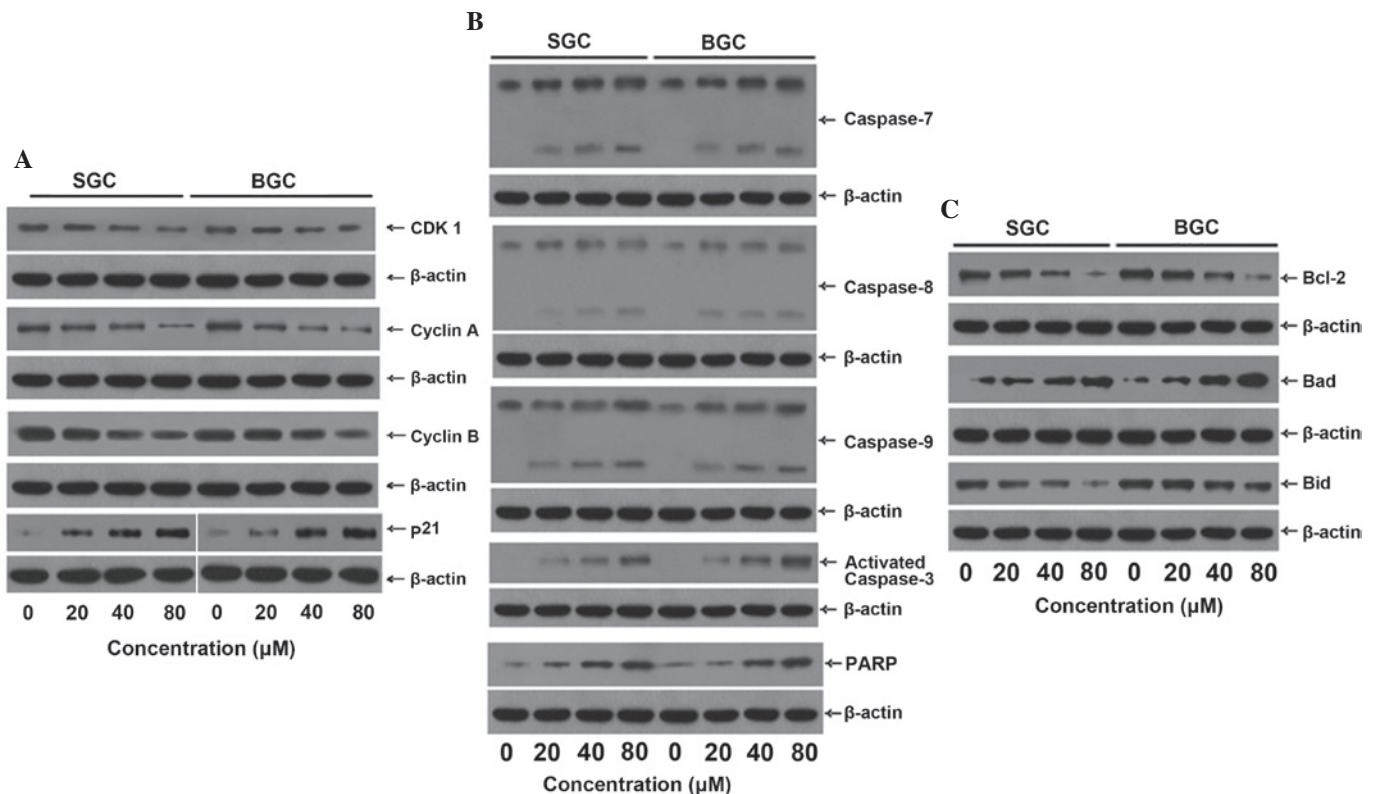 A
SGC BGC
← CDK 1
← β-actin
← Cyclin A
← β-actin
← Cyclin B
← β-actin
← p21
← β-actin
0 20 40 80 0 20 40 80
Concentration (μM)
B
SGC BGC
← Caspase-7
← β-actin
← Caspase-8
← β-actin
← Caspase-9
← β-actin
← Activated
Caspase-3
← β-actin
← PARP
← β-actin
0 20 40 80 0 20 40 80
Concentration (μM)
C
SGC BGC
← Bcl-2
← β-actin
← Bad
← β-actin
← Bid
← β-actin
0 20 40 80 0 20 40 80
Concentration (μM)